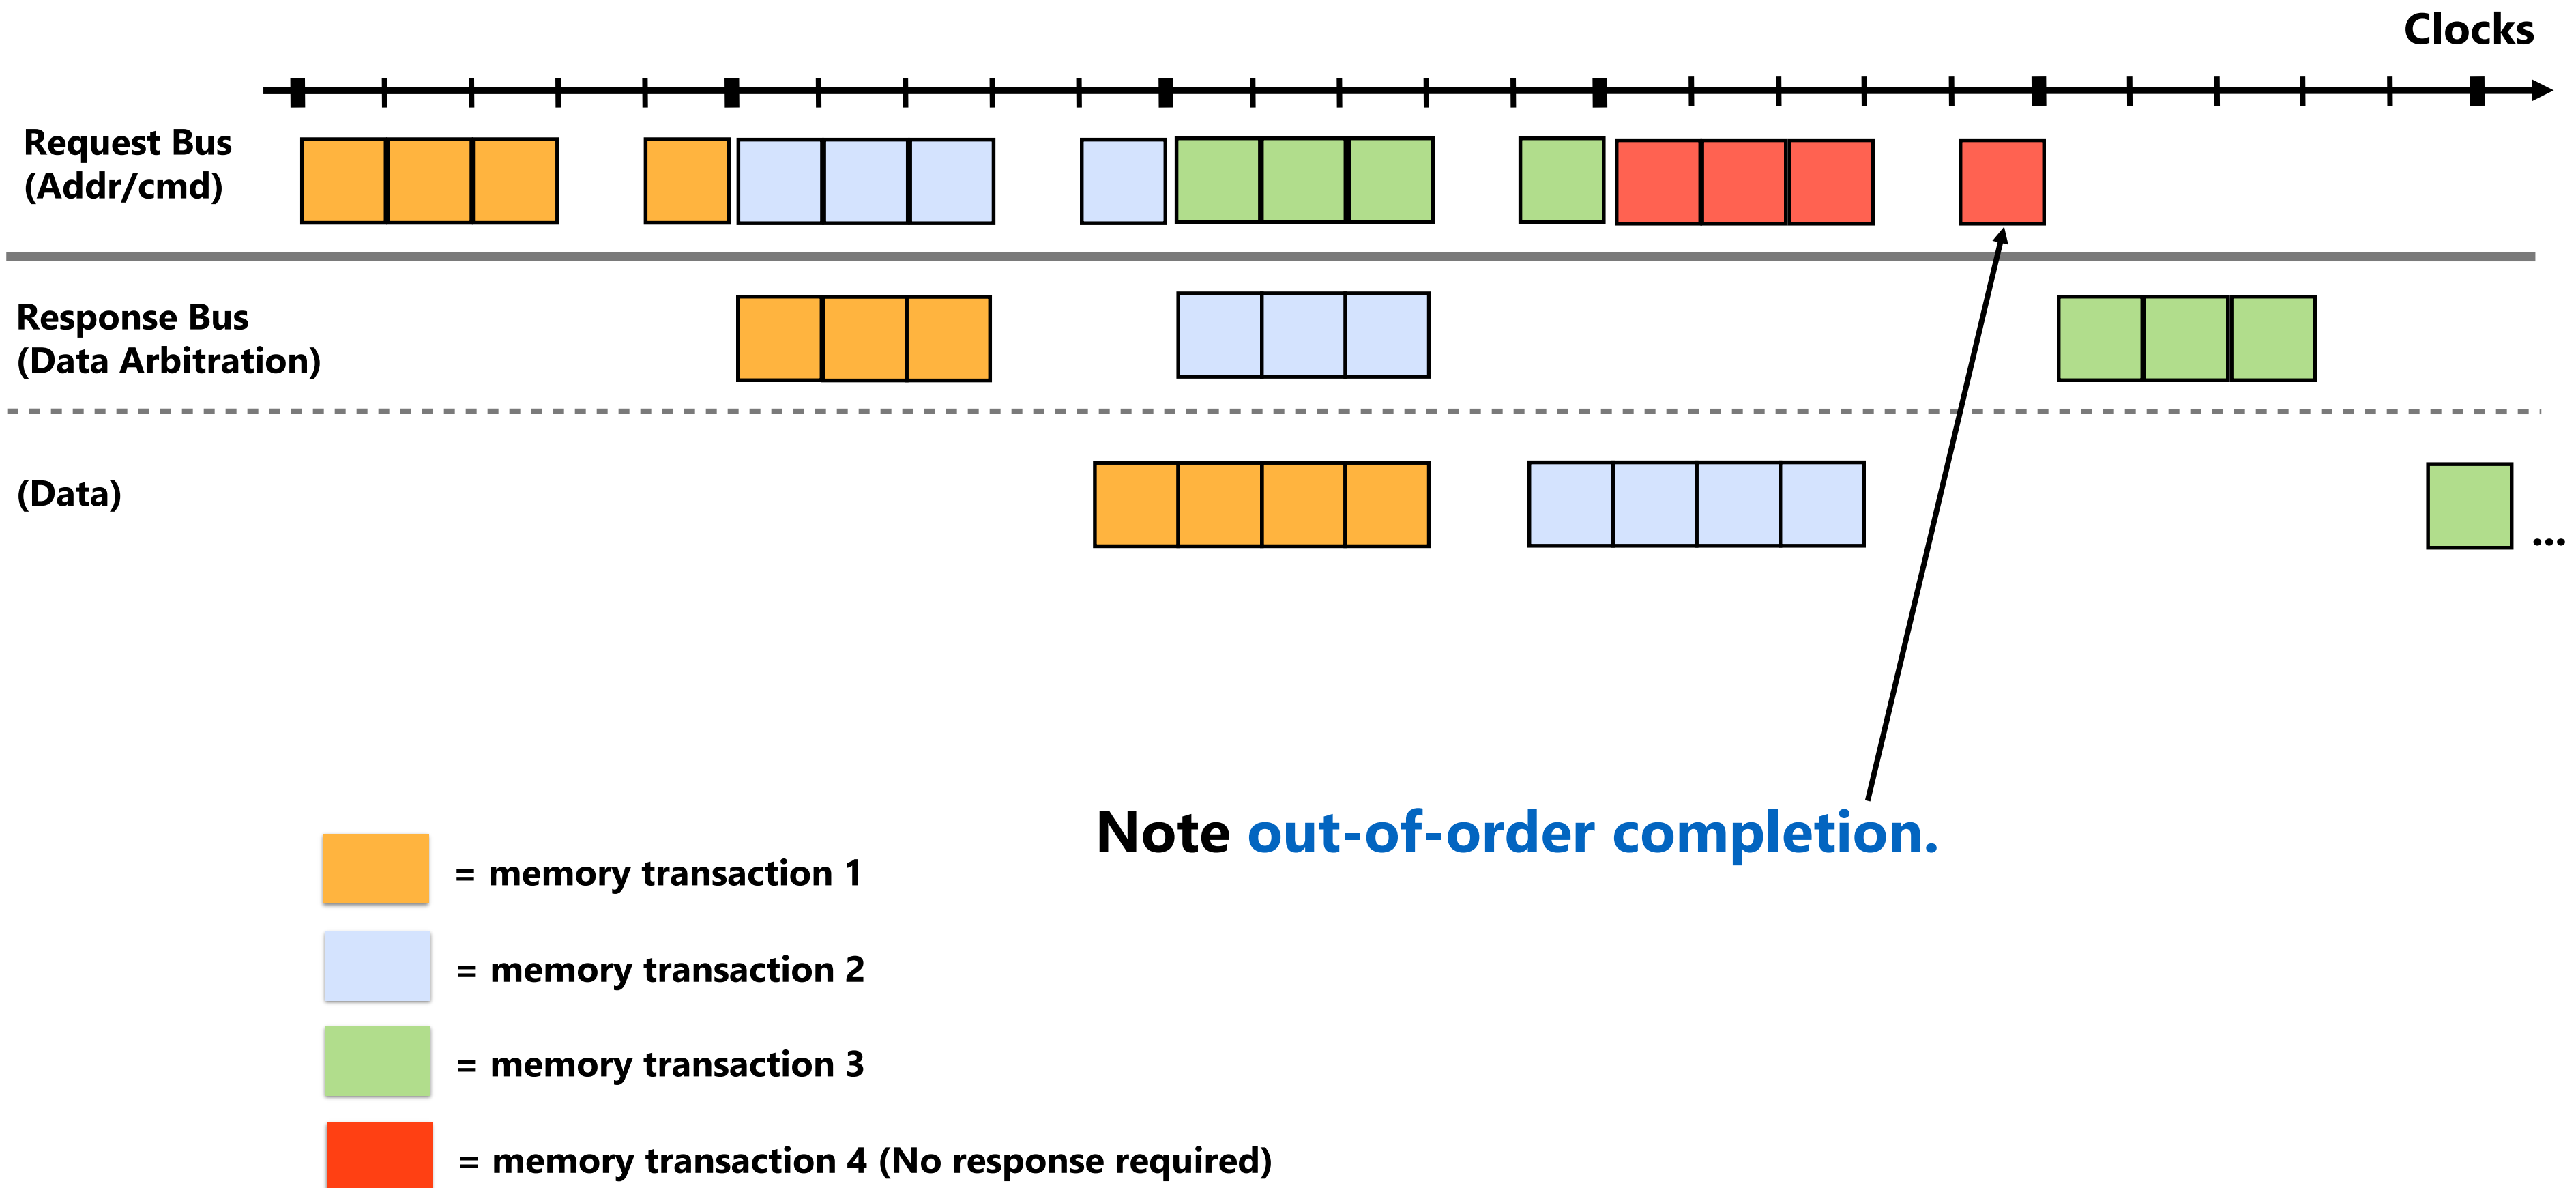 Clocks
Request Bus
(Addr/cmd)
Response Bus
(Data Arbitration)
(Data)
...
Note out-of-order completion.
= memory transaction 1
= memory transaction 2
= memory transaction 3
= memory transaction 4 (No response required)